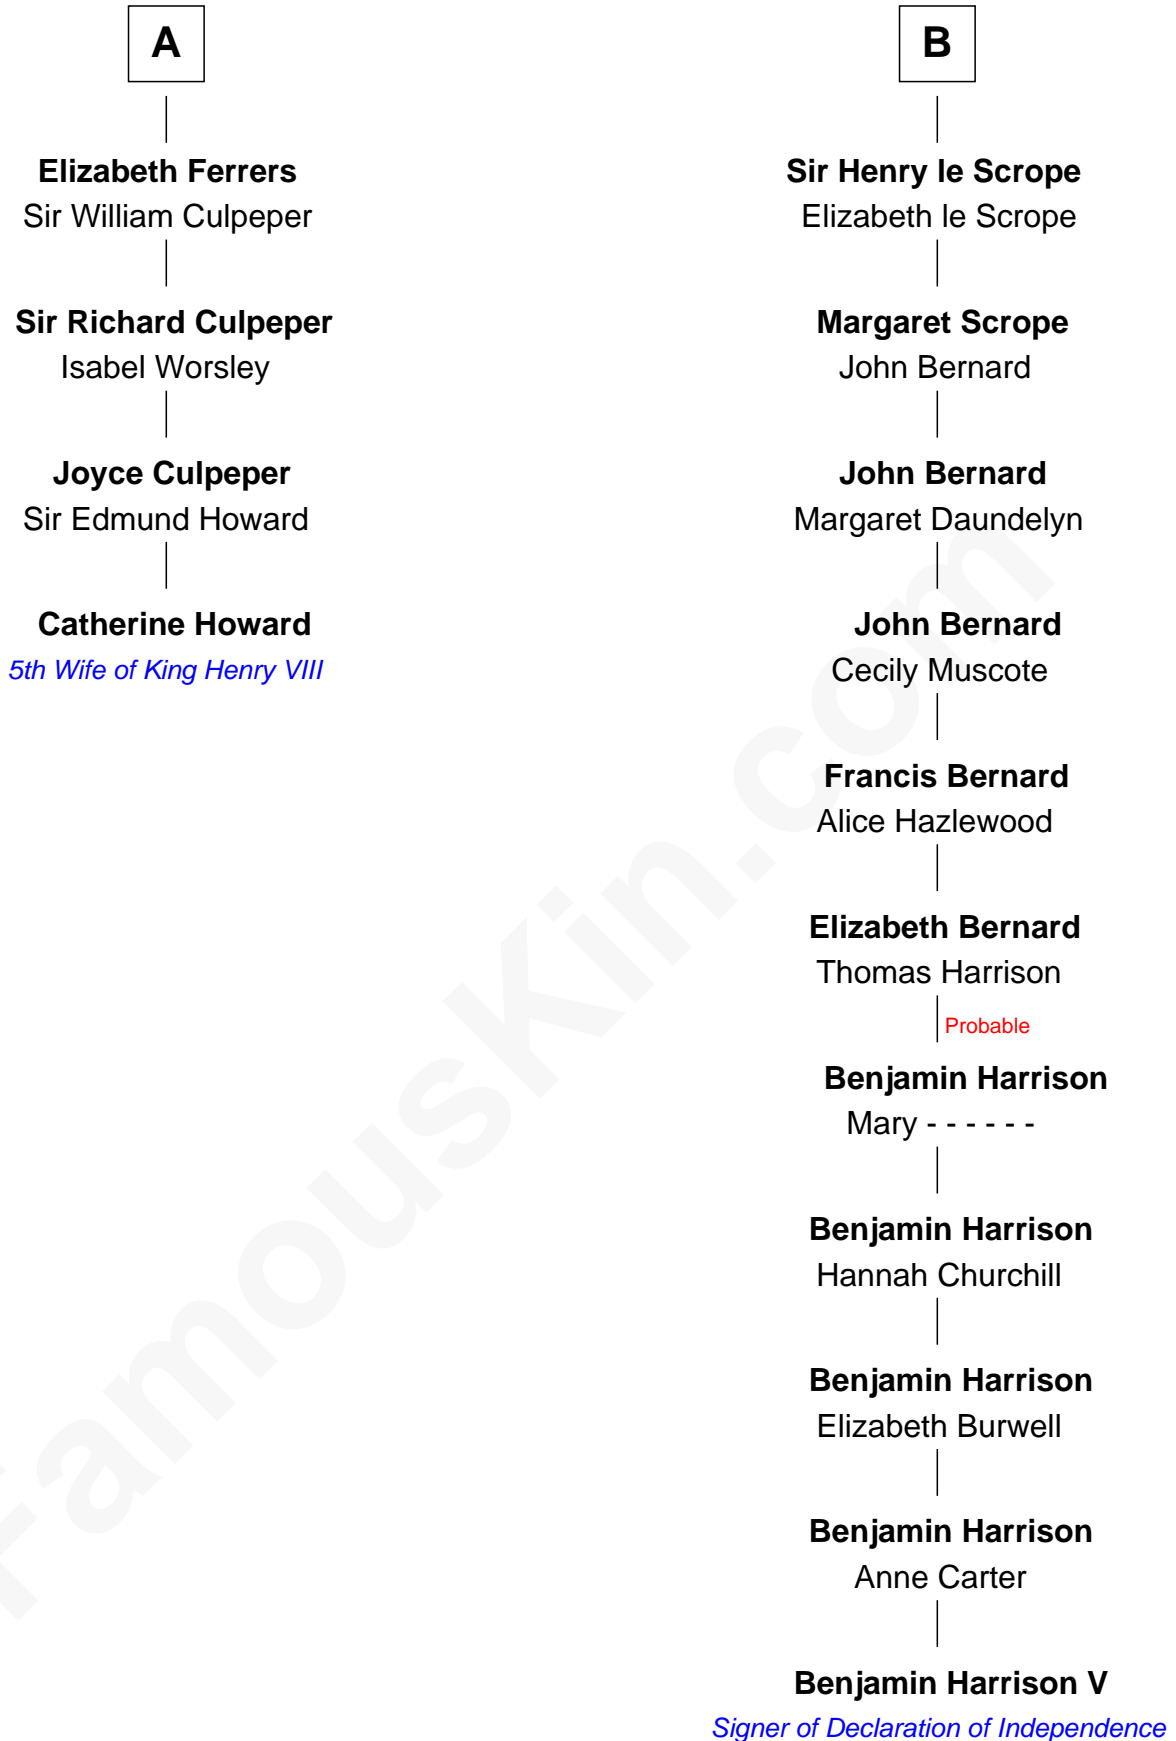 A
Elizabeth Ferrers
Sir William Culpeper
Sir Richard Culpeper
Isabel Worsley
Joyce Culpeper
Sir Edmund Howard
Catherine Howard
5th Wife of King Henry VIII
B
Sir Henry le Scrope
Elizabeth le Scrope
Margaret Scrope
John Bernard
John Bernard
Margaret Daundelyn
John Bernard
Cecily Muscote
Francis Bernard
Alice Hazlewood
Elizabeth Bernard
Thomas Harrison
Probable
Benjamin Harrison
Mary - - - - - -
Benjamin Harrison
Hannah Churchill
Benjamin Harrison
Elizabeth Burwell
Benjamin Harrison
Anne Carter
Benjamin Harrison V
Signer of Declaration of Independence
FamousKin.com